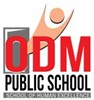 ODM
PUBLIC SCHOOL
SCHOOL OF HUMAN EXCELLENCE